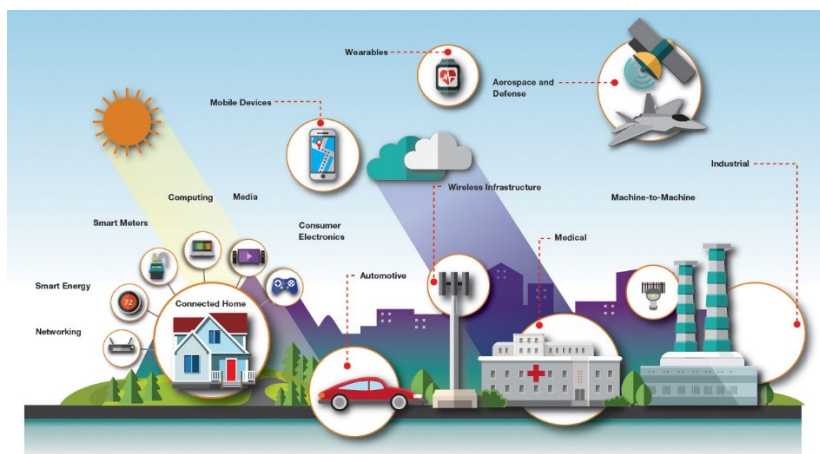 Wearables
Aerospace and
Defense
Mobile Devices
Industrial
Computing
Media
Wireless Infrastructure
Machine-to-Machine
Smart Meters
Consumer
Electronics
Medical
Automotive
Smart Energy
72
Connected Home
Networking